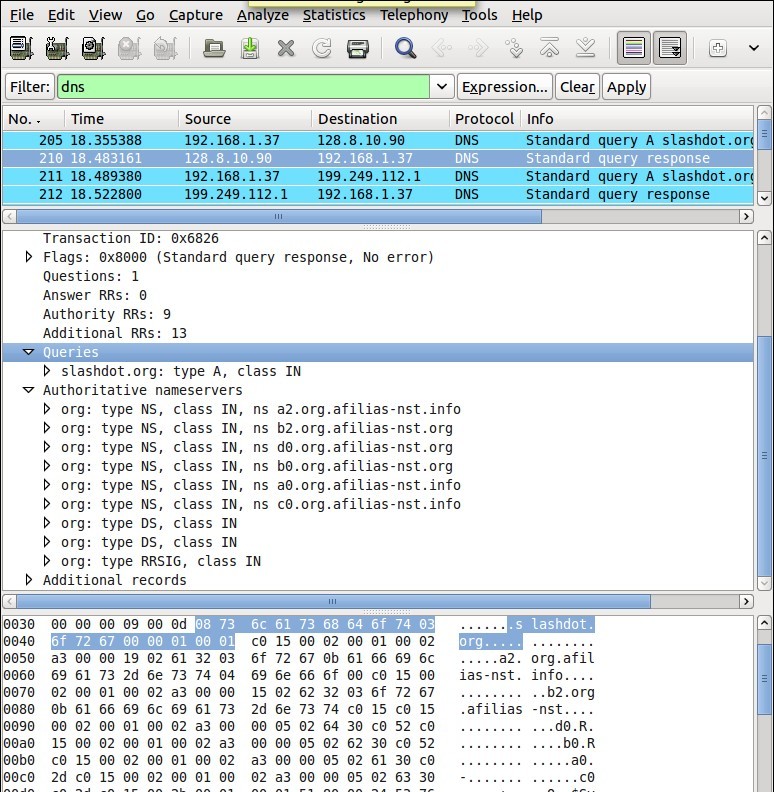 File Edit View Go Capture Analyze Statistics Telephony Tools Help
Filter: dns Expression... Clear Apply
No. Time Source Destination Protocol Info
205 18.355388 192.168.1.37 128.8.10.90 DNS Standard query A slashdot.org
210 18.483161 128.8.10.90 192.168.1.37 DNS Standard query response
211 18.489380 192.168.1.37 199.249.112.1 DNS Standard query A slashdot.org
212 18.522800 199.249.112.1 192.168.1.37 DNS Standard query response
Transaction ID: 0x6826
Flags: 0x8000 (Standard query response, No error)
Questions: 1
Answer RRs: 0
Authority RRs: 9
Additional RRs: 13
Queries
slashdot.org: type A, class IN
Authoritative nameservers
org: type NS, class IN, ns a2.org.afilias-nst.info
org: type NS, class IN, ns b2.org.afilias-nst.org
org: type NS, class IN, ns d0.org.afilias-nst.org
org: type NS, class IN, ns b0.org.afilias-nst.org
org: type NS, class IN, ns a0.org.afilias-nst.info
org: type NS, class IN, ns c0.org.afilias-nst.info
org: type DS, class IN
org: type DS, class IN
org: type RRSIG, class IN
Additional records
0030 00 00 00 09 00 0d 08 73 6c 61 73 68 64 6f 74 03 .......s lashdot.
0040 6f 72 67 00 00 01 00 01 c0 15 00 02 00 01 00 02 org..... ........
0050 a3 00 00 19 02 61 32 03 6f 72 67 0b 61 66 69 6c .....a2. org.afil
0060 69 61 73 2d 6e 73 74 04 69 6e 66 6f 00 c0 15 00 ias-nst. info....
0070 02 00 01 00 02 a3 00 00 15 02 62 32 03 6f 72 67 ........ ..b2.org
0080 0b 61 66 69 6c 69 61 73 2d 6e 73 74 c0 15 c0 15 .afilias -nst....
0090 00 02 00 01 00 02 a3 00 00 05 02 64 30 c0 52 c0 ........ ...d0.R.
00a0 15 00 02 00 01 00 02 a3 00 00 05 02 62 30 c0 52 ........ ....b0.R
00b0 c0 15 00 02 00 01 00 02 a3 00 00 05 02 61 30 c0 ........ .....a0.
00c0 2d c0 15 00 02 00 01 00 02 a3 00 00 05 02 63 30 -....... ......c0